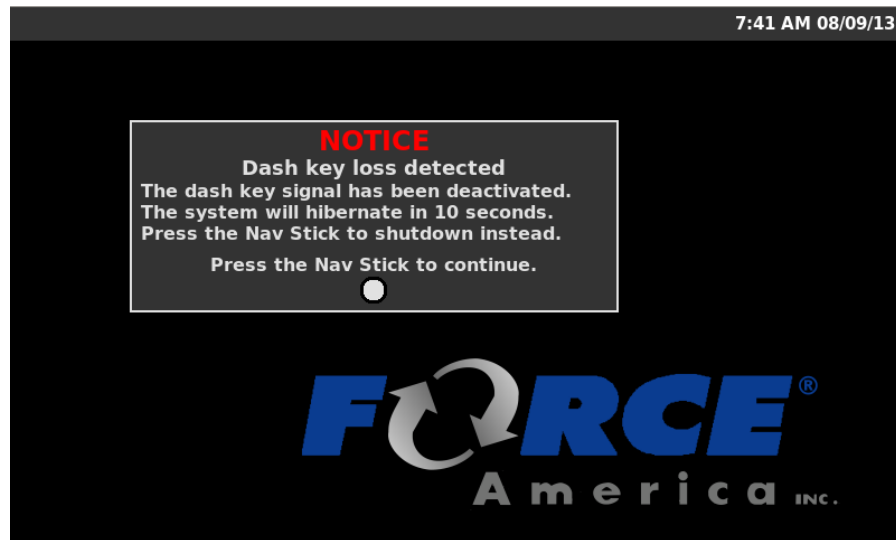 7:41 AM 08/09/13
NOTICE
Dash key loss detected
The dash key signal has been deactivated.
The system will hibernate in 10 seconds.
Press the Nav Stick to shutdown instead.
Press the Nav Stick to continue.
FORCE®
America INC.